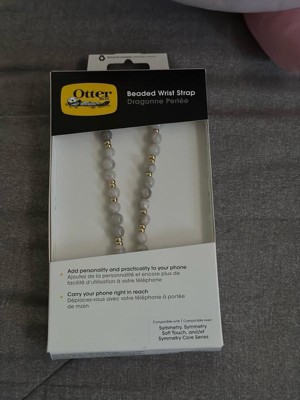 Otter
Beaded Wrist Strap
Dragonne Perlée
Add personality and practicality to your phone
Ajoutez de la personnalité et encore plus de
facilité d'utilisation à votre téléphone
Carry your phone right in reach
Déplacez-vous avec votre téléphone à portée
de main
Symmetry, Symmetry
Soft Touch, and/et
Symmetry Core Series